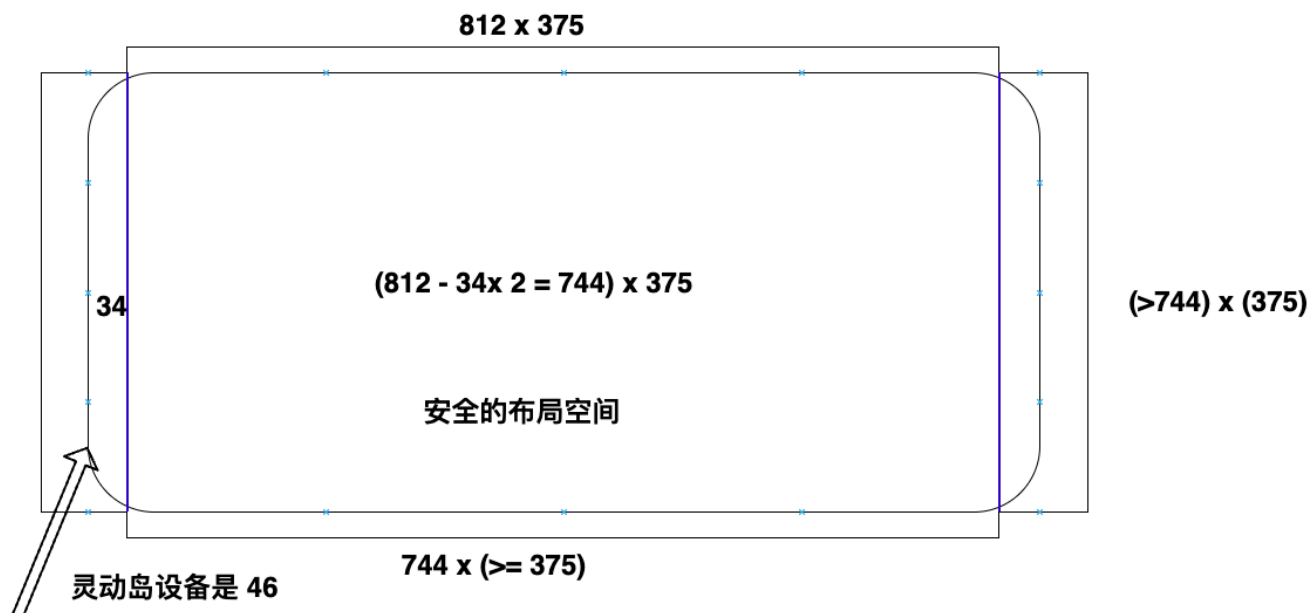 812 x 375
(812 - 34x 2 = 744) x 375
34
(>744) x (375)
安全的布局空间
744 x (>= 375)
灵动岛设备是 46